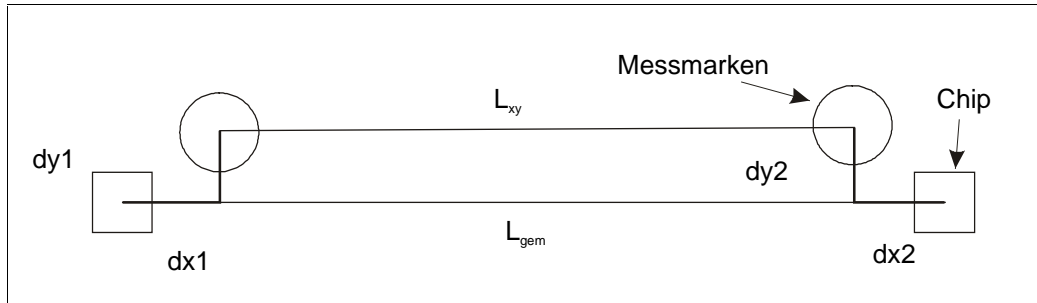 Messmarken
Chip
Lxy
dy1
dy2
Lgem
dx1
dx2